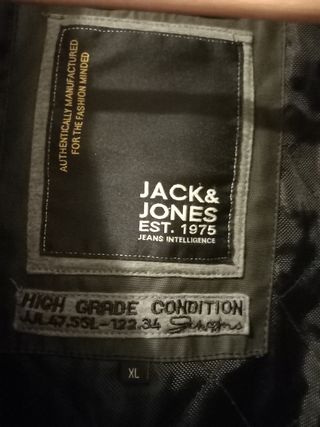 AUTHENTICALLY MANUFACTURED
FOR THE FASHION MINDED
JACK&
JONES
EST. 1975
JEANS INTELLIGENCE
HIGH GRADE CONDITION
JJL47.55L-122.34
XL